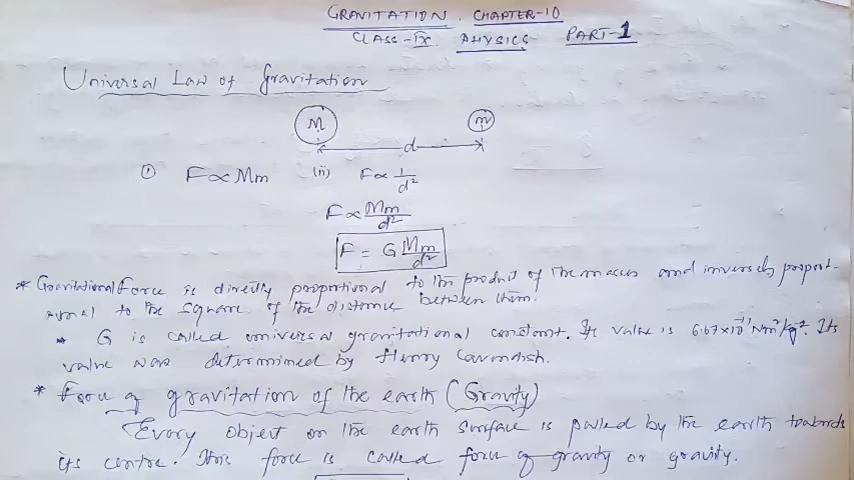 GRAVITATION. CHAPTER-10
CLASS-IX PHYSICS PART-1
Universal Law of Gravitation
M m
d
(i) F ∝ Mm (ii) F ∝ 1/d²
F ∝ Mm/d²
F = G Mm/d²
* Gravitational Force is directly proportional to the product of the masses and inversely proport-
ional to the square of the distance between them.
* G is called universal gravitational constant. Its value is 6.67×10⁻¹¹ Nm²/kg². Its
value was determined by Henry Cavendish.
* Force of gravitation of the earth (Gravity)
Every object on the earth surface is pulled by the earth towards
its centre. This force is called force of gravity or gravity.